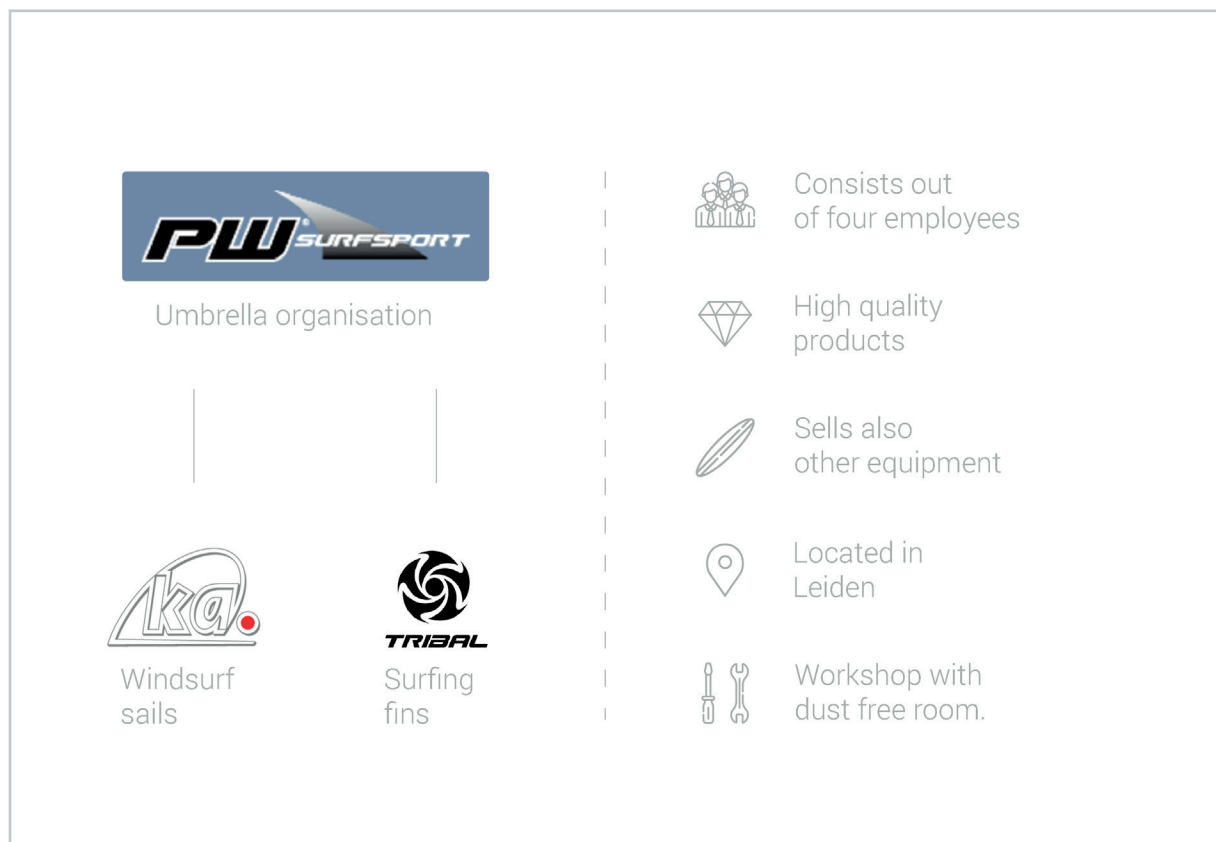 PW® SURFSPORT
Umbrella organisation
ka.
Windsurf
sails
TRIBAL
Surfing
fins
Consists out
of four employees
High quality
products
Sells also
other equipment
Located in
Leiden
Workshop with
dust free room.